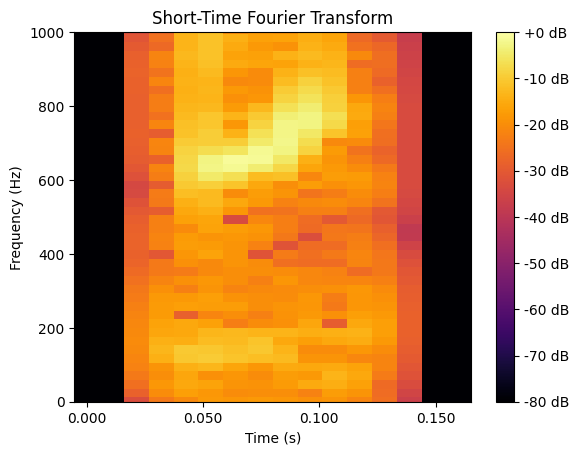 Short-Time Fourier Transform
1000
800
600
400
200
0
Frequency (Hz)
0.000
0.050
0.100
0.150
Time (s)
+0 dB
-10 dB
-20 dB
-30 dB
-40 dB
-50 dB
-60 dB
-70 dB
-80 dB